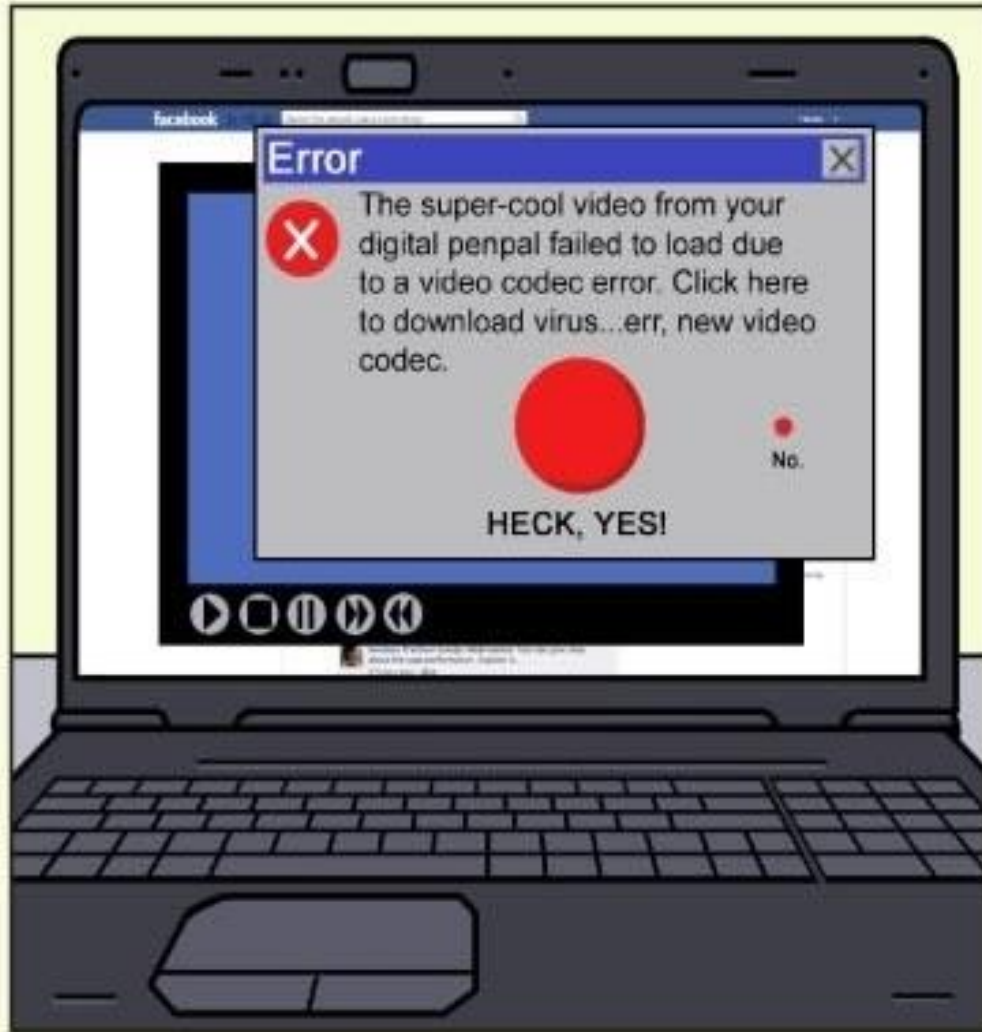 facebook
Error
The super-cool video from your
digital penpal failed to load due
to a video codec error. Click here
to download virus...err, new video
codec.
No.
HECK, YES!